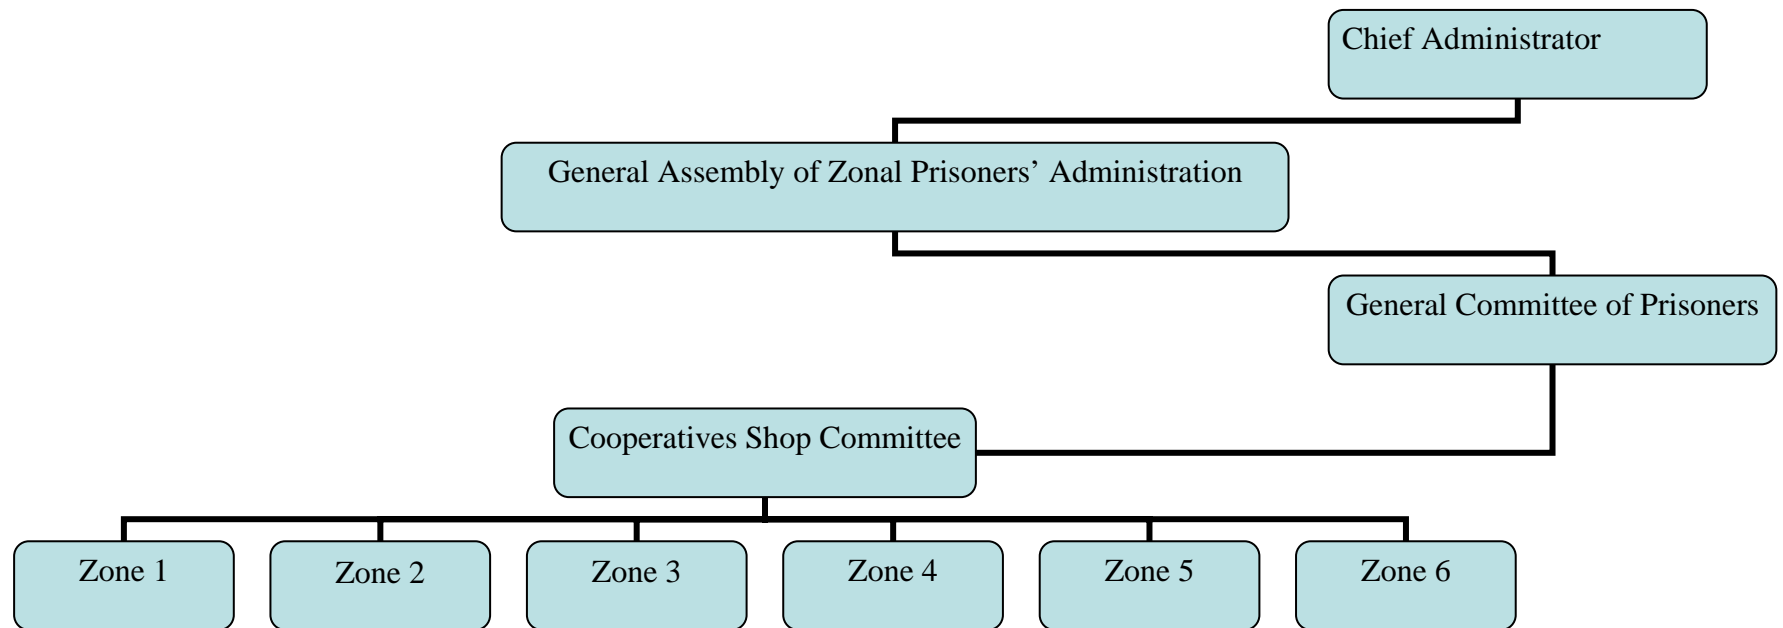 Chief Administrator
General Assembly of Zonal Prisoners’ Administration
General Committee of Prisoners
Cooperatives Shop Committee
Zone 1
Zone 2
Zone 3
Zone 4
Zone 5
Zone 6